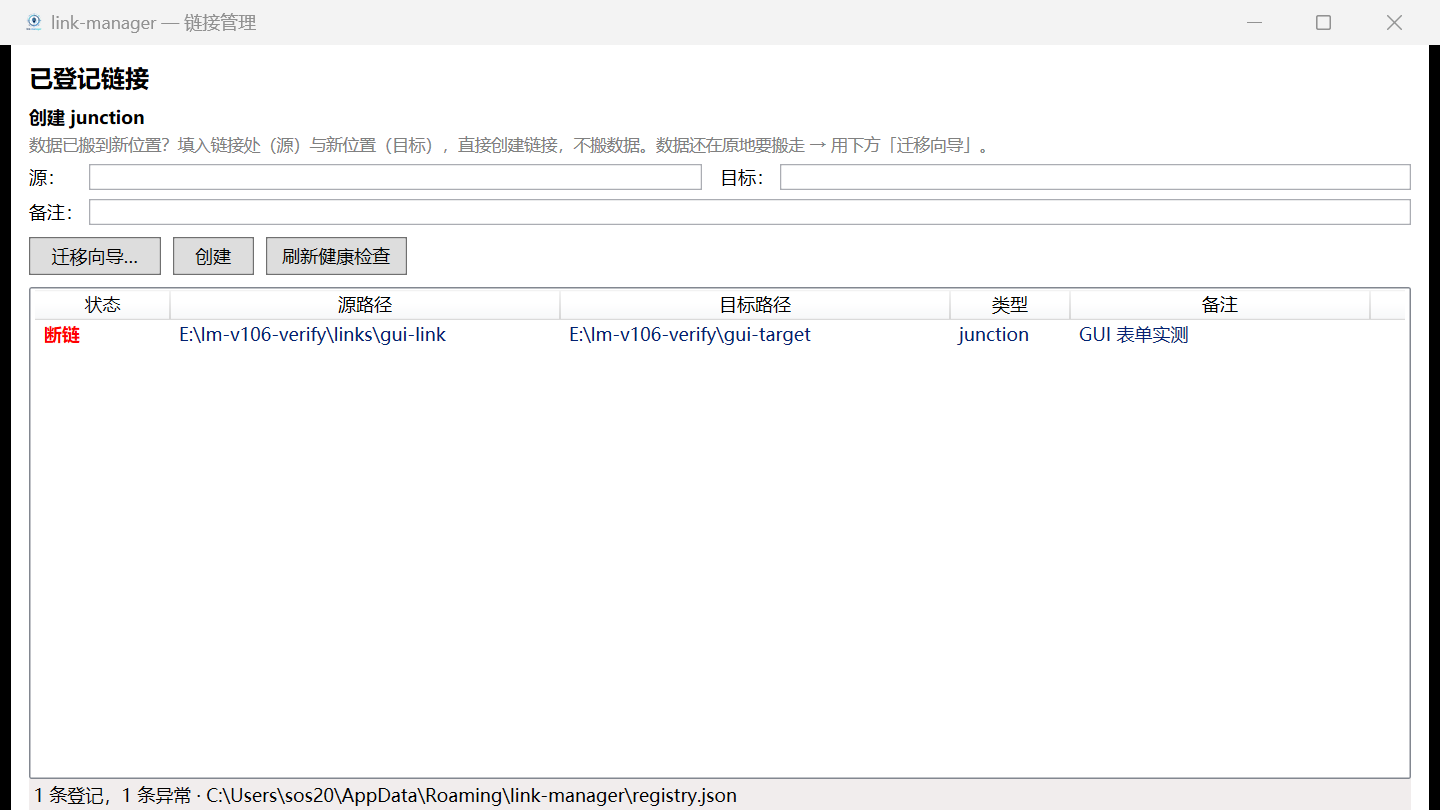 link-manager — 链接管理
已登记链接
创建 junction
数据已搬到新位置？填入链接处（源）与新位置（目标），直接创建链接，不搬数据。数据还在原地要搬走 → 用下方「迁移向导」。
源： 目标：
备注：
迁移向导... 创建 刷新健康检查
状态 源路径 目标路径 类型 备注
断链 E:\lm-v106-verify\links\gui-link E:\lm-v106-verify\gui-target junction GUI 表单实测
1 条登记，1 条异常 · C:\Users\sos20\AppData\Roaming\link-manager\registry.json